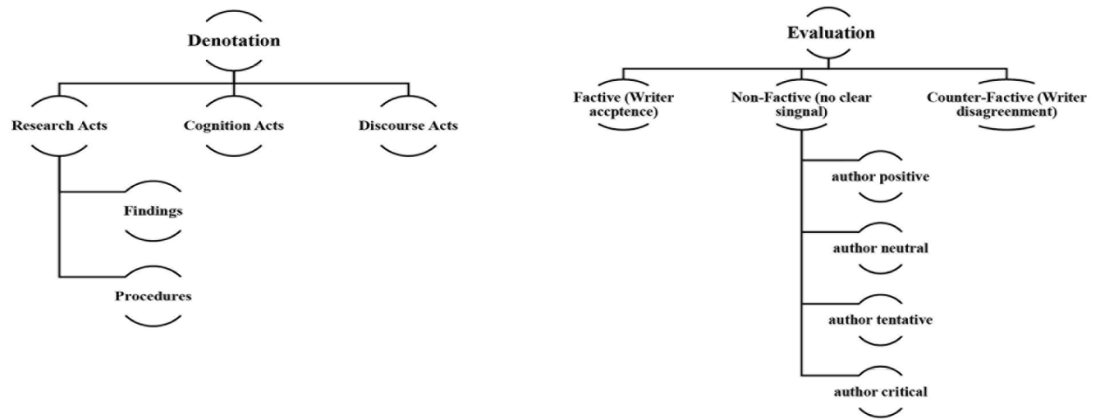 Denotation
Research Acts
Cognition Acts
Discourse Acts
Findings
Procedures
Evaluation
Factive (Writer
accptence)
Non-Factive (no clear
singnal)
Counter-Factive (Writer
disagreenment)
author positive
author neutral
author tentative
author critical